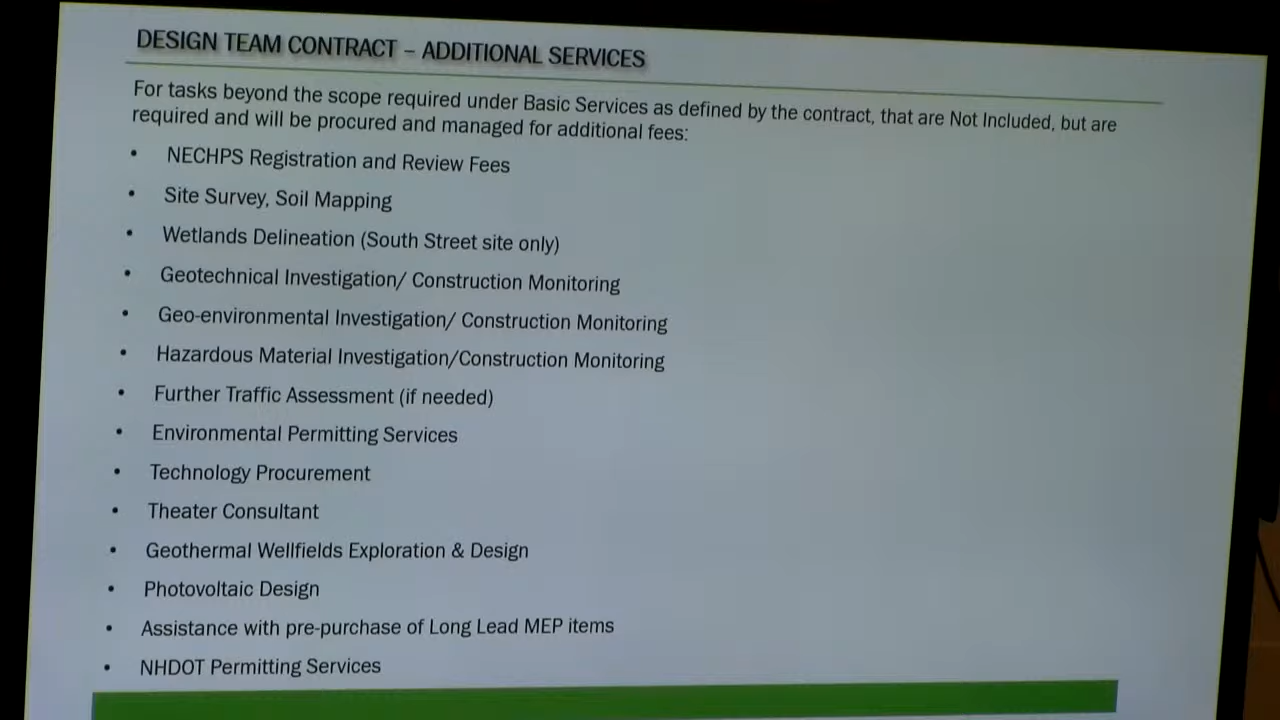 DESIGN TEAM CONTRACT – ADDITIONAL SERVICES
For tasks beyond the scope required under Basic Services as defined by the contract, that are Not Included, but are
required and will be procured and managed for additional fees:
• NECHPS Registration and Review Fees
• Site Survey, Soil Mapping
• Wetlands Delineation (South Street site only)
• Geotechnical Investigation/ Construction Monitoring
• Geo-environmental Investigation/ Construction Monitoring
• Hazardous Material Investigation/Construction Monitoring
• Further Traffic Assessment (if needed)
• Environmental Permitting Services
• Technology Procurement
• Theater Consultant
• Geothermal Wellfields Exploration & Design
• Photovoltaic Design
• Assistance with pre-purchase of Long Lead MEP items
• NHDOT Permitting Services